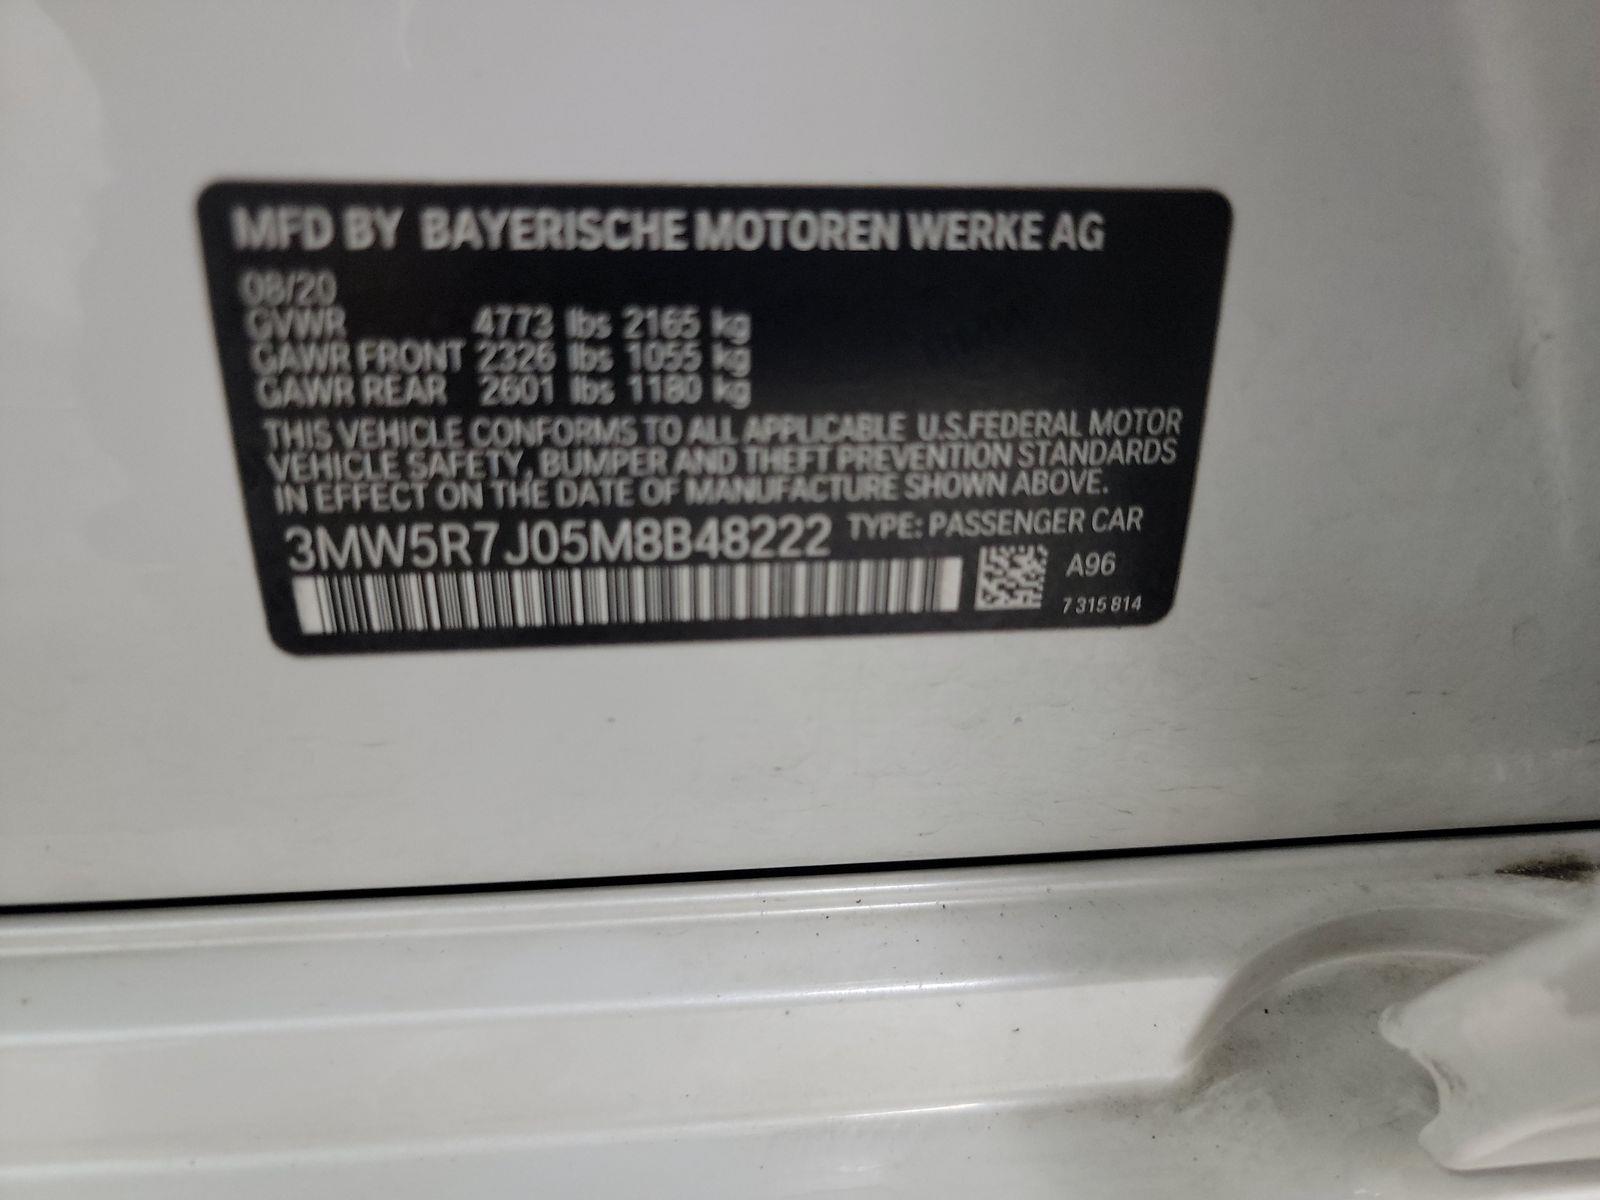 MFD BY BAYERISCHE MOTOREN WERKE AG
08/20
GVWR 4773 lbs 2165 kg
GAWR FRONT 2326 lbs 1055 kg
GAWR REAR 2601 lbs 1180 kg
THIS VEHICLE CONFORMS TO ALL APPLICABLE U.S.FEDERAL MOTOR
VEHICLE SAFETY, BUMPER AND THEFT PREVENTION STANDARDS
IN EFFECT ON THE DATE OF MANUFACTURE SHOWN ABOVE.
3MW5R7J05M8B48222 TYPE: PASSENGER CAR
A96
7 315 814